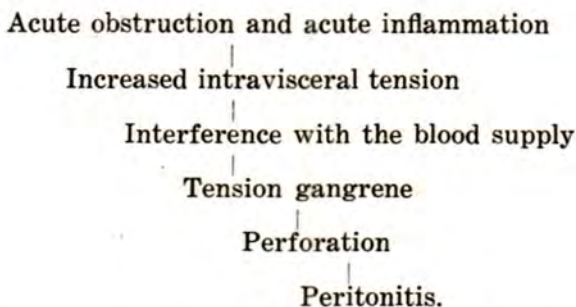 Acute obstruction and acute inflammation
Increased intravisceral tension
Interference with the blood supply
Tension gangrene
Perforation
Peritonitis.